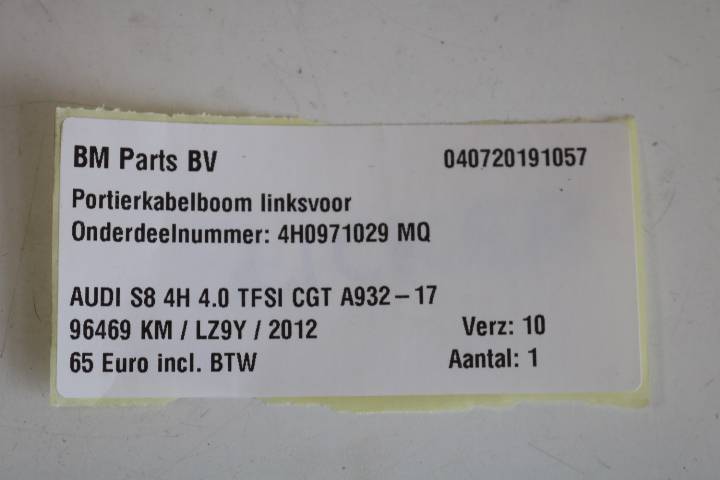 BM Parts BV 040720191057
Portierkabelboom linksvoor
Onderdeelnummer: 4H0971029 MQ
AUDI S8 4H 4.0 TFSI CGT A932-17
96469 KM / LZ9Y / 2012 Verz: 10
65 Euro incl. BTW Aantal: 1